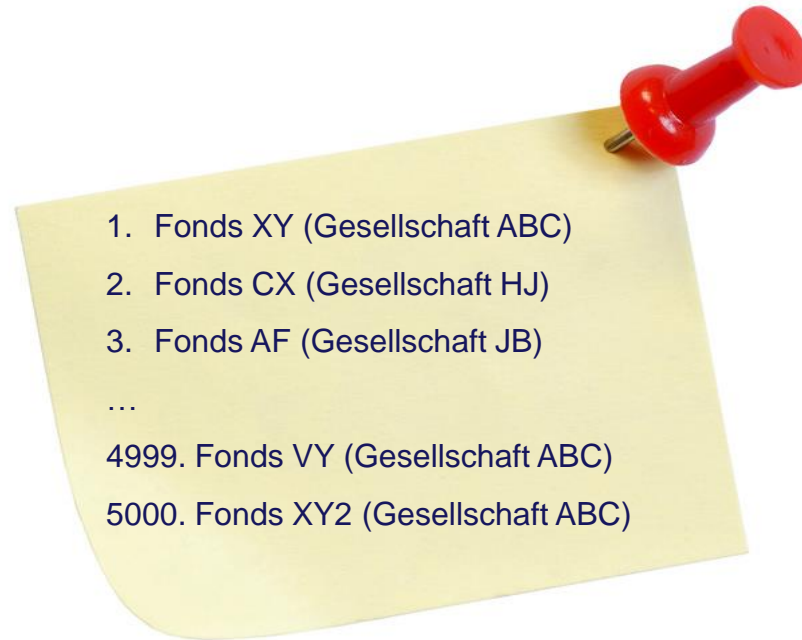 1. Fonds XY (Gesellschaft ABC)
2. Fonds CX (Gesellschaft HJ)
3. Fonds AF (Gesellschaft JB)
…
4999. Fonds VY (Gesellschaft ABC)
5000. Fonds XY2 (Gesellschaft ABC)